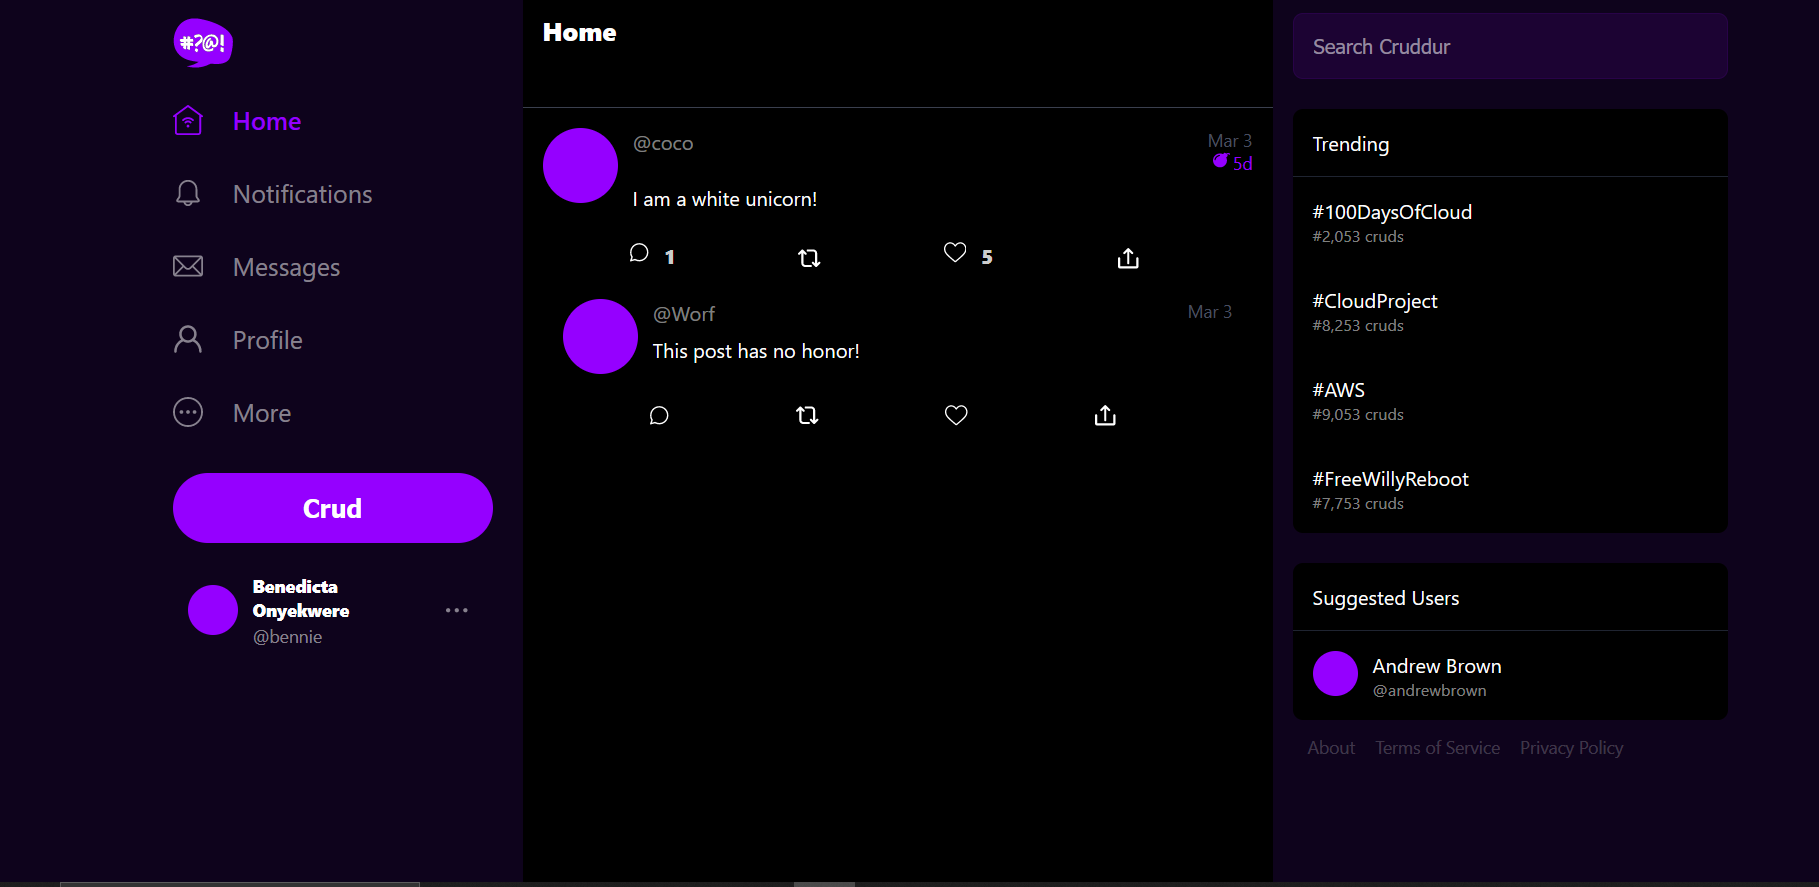 #?@!
Home
Notifications
Messages
Profile
More
Crud
Benedicta
Onyekwere
@bennie
Home
@coco
Mar 3
5d
I am a white unicorn!
1
5
@Worf
Mar 3
This post has no honor!
Search Cruddur
Trending
#100DaysOfCloud
#2,053 cruds
#CloudProject
#8,253 cruds
#AWS
#9,053 cruds
#FreeWillyReboot
#7,753 cruds
Suggested Users
Andrew Brown
@andrewbrown
About Terms of Service Privacy Policy